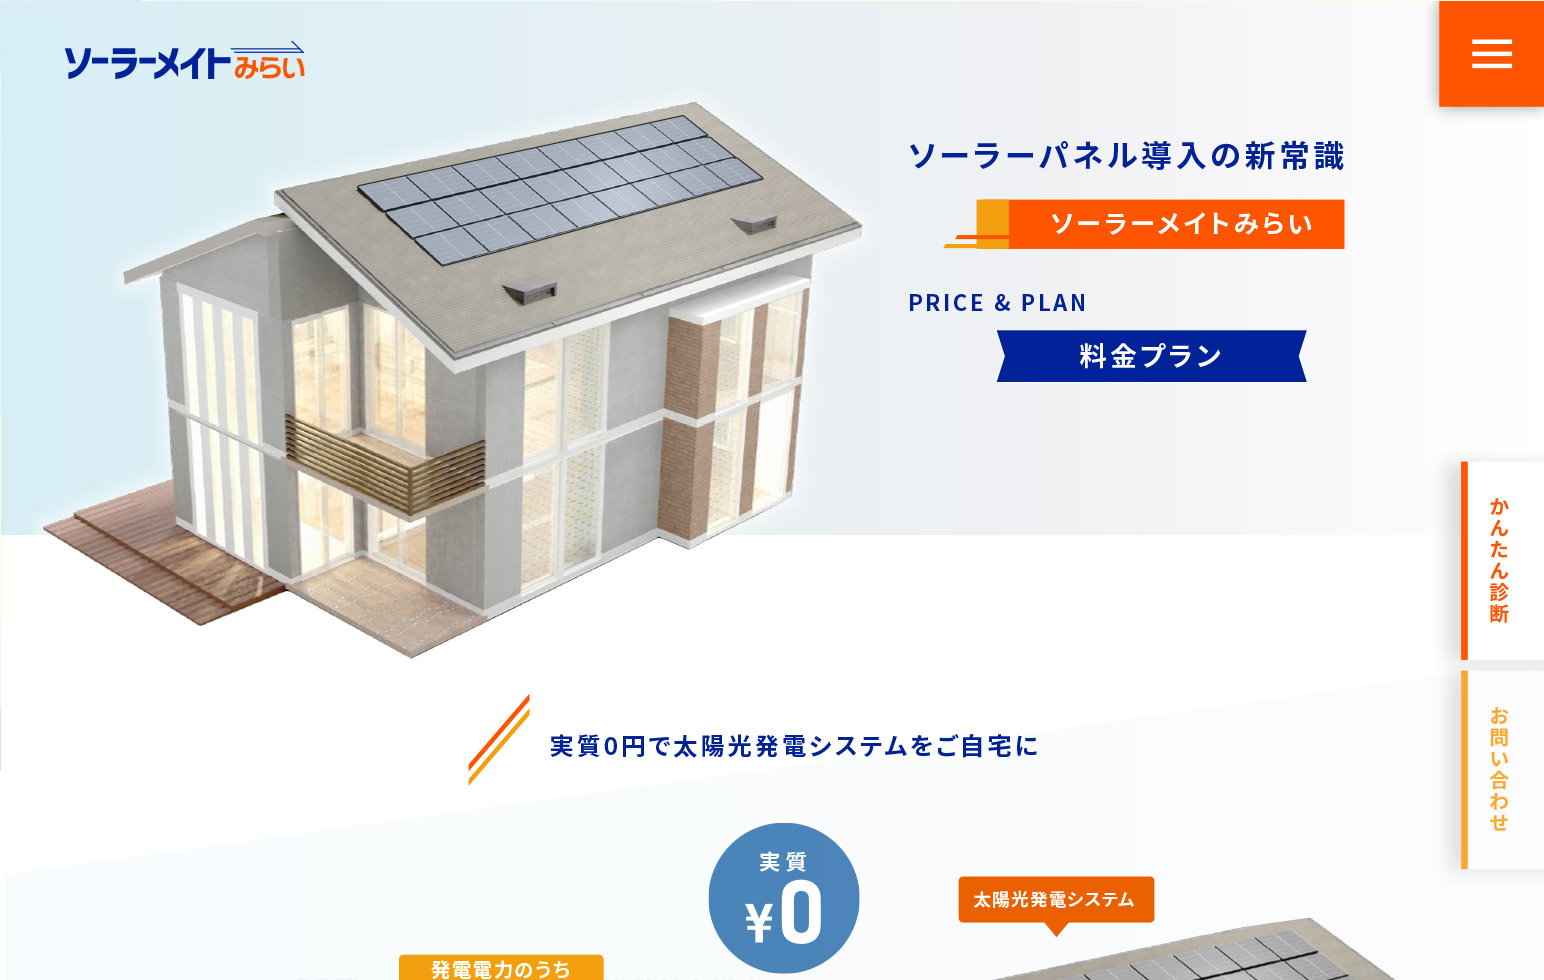 ソーラーメイトみらい
ソーラーパネル導入の新常識
ソーラーメイトみらい
PRICE & PLAN
料金プラン
かんたん診断
お問い合わせ
実質0円で太陽光発電システムをご自宅に
実質
¥0
太陽光発電システム
発電電力のうち